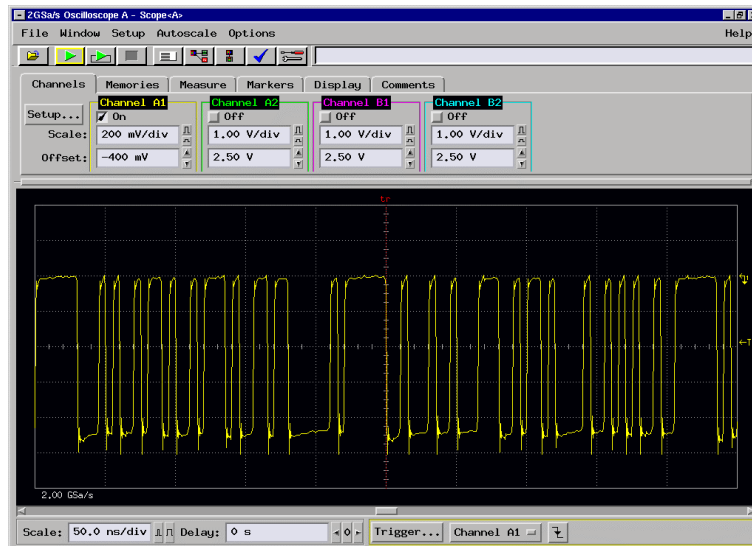 2GSa/s Oscilloscope A - Scope<A>
File Window Setup Autoscale Options Help
Channels Memories Measure Markers Display Comments
Channel A1 Channel A2 Channel B1 Channel B2
Setup... On Off Off Off
Scale: 200 mV/div 1.00 V/div 1.00 V/div 1.00 V/div
Offset: -400 mV 2.50 V 2.50 V 2.50 V
tr
T
2.00 GSa/s
Scale: 50.0 ns/div Delay: 0 s 0 Trigger... Channel A1